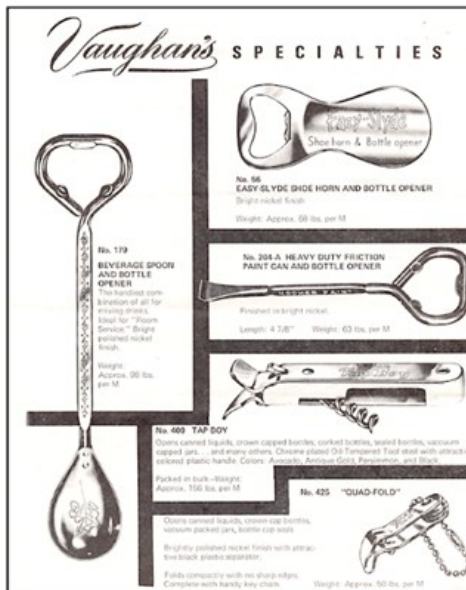 Vaughan's SPECIALTIES
Easy-Slyde
Shoe horn & Bottle opener
No. 56
EASY-SLYDE SHOE HORN AND BOTTLE OPENER
Bright nickel finish
Weight: Approx. 68 lbs. per M
No. 170
BEVERAGE SPOON
AND BOTTLE
OPENER
The handiest com-
bination of all for
mixing drinks.
Ideal for "Room
Service." Bright
polished nickel
finish.
Weight:
Approx. 98 lbs.
per M
No. 204-A HEAVY DUTY FRICTION
PAINT CAN AND BOTTLE OPENER
HOOSIER PAINT
Finished in bright nickel.
Length: 4 7/8" Weight: 63 lbs. per M
Tap Boy
No. 460 TAP BOY
Opens canned liquids, crown capped bottles, corked bottles, sealed bottles, vacuum
capped jars . . . and many others. Chrome plated Oil Tempered Tool steel with
colored plastic handle. Colors: Avocado, Antique Gold, Persimmon, and Black.
Packed in bulk-Weight:
Approx. 156 lbs. per M
No. 425 "QUAD-FOLD"
Opens canned liquids, crown cap bottles,
vacuum packed jars, bottle cap seals
Brightly polished nickel finish with attrac-
tive black plastic separator.
Folds compactly with no sharp edges.
Complete with handy key chain.
Weight: Approx. 50 lbs. per M